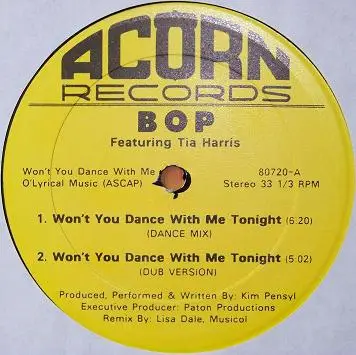 ACORN
RECORDS
BOP
Featuring Tia Harris
Won't You Dance With Me
O'Lyrical Music (ASCAP)
80720-A
Stereo 33 1/3 RPM
1. Won't You Dance With Me Tonight (6:20)
(DANCE MIX)
2. Won't You Dance With Me Tonight (5:02)
(DUB VERSION)
Produced, Performed & Written By: Kim Pensyl
Executive Producer: Paton Productions
Remix By: Lisa Dale, Musicol